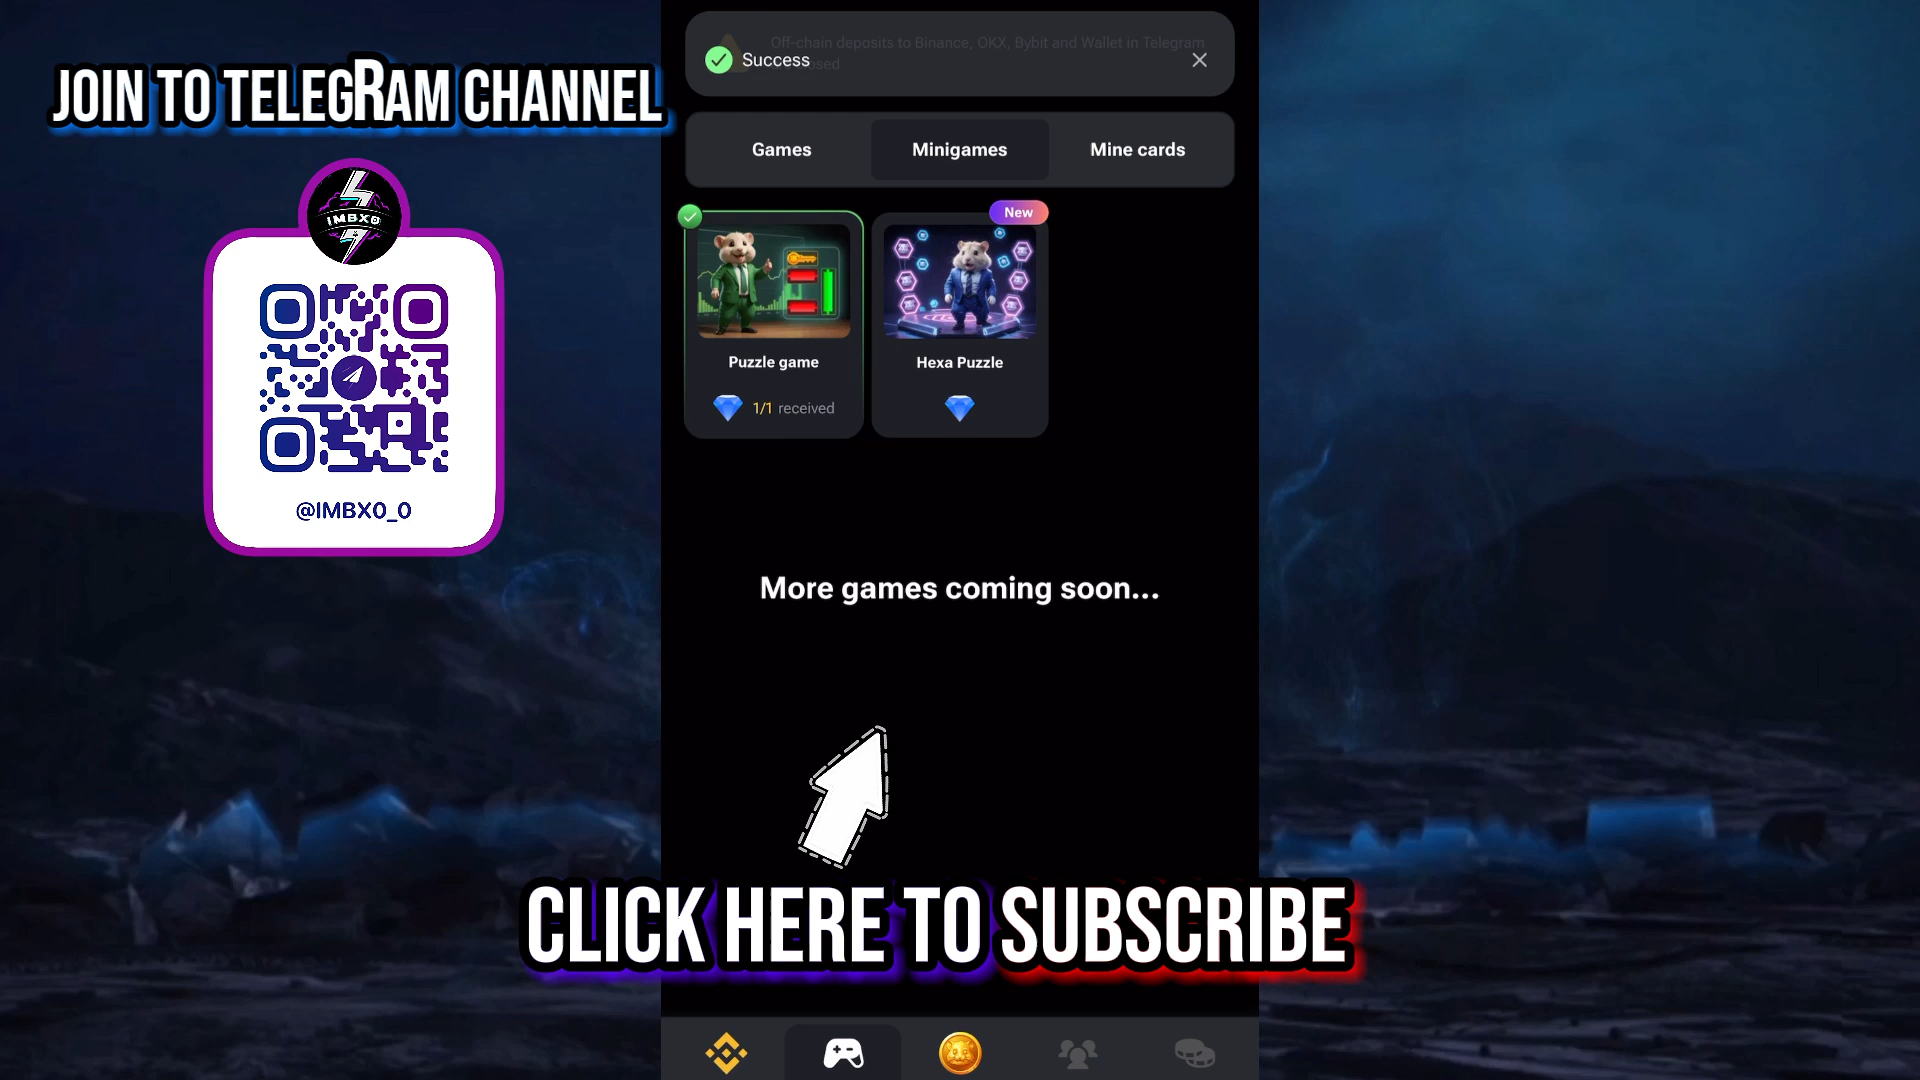 JOIN TO TELEGRAM CHANNEL
IMBX0
@IMBX0_0
Off-chain deposits to Binance, OKX, Bybit and Wallet in Telegram
Success
Games
Minigames
Mine cards
New
Puzzle game
1/1 received
Hexa Puzzle
More games coming soon...
CLICK HERE TO SUBSCRIBE